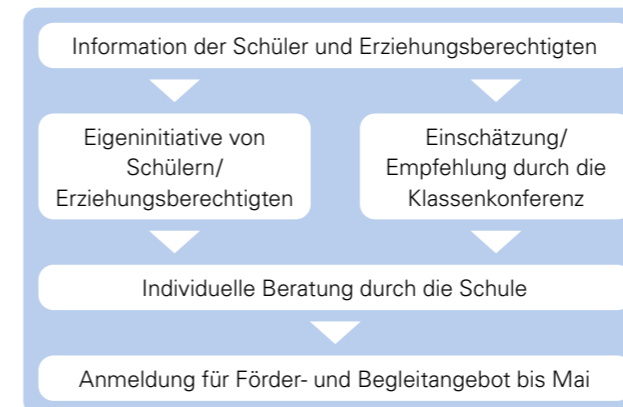 Information der Schüler und Erziehungsberechtigten
Eigeninitiative von
Schülern/
Erziehungsberechtigten
Einschätzung/
Empfehlung durch die
Klassenkonferenz
Individuelle Beratung durch die Schule
Anmeldung für Förder- und Begleitangebot bis Mai